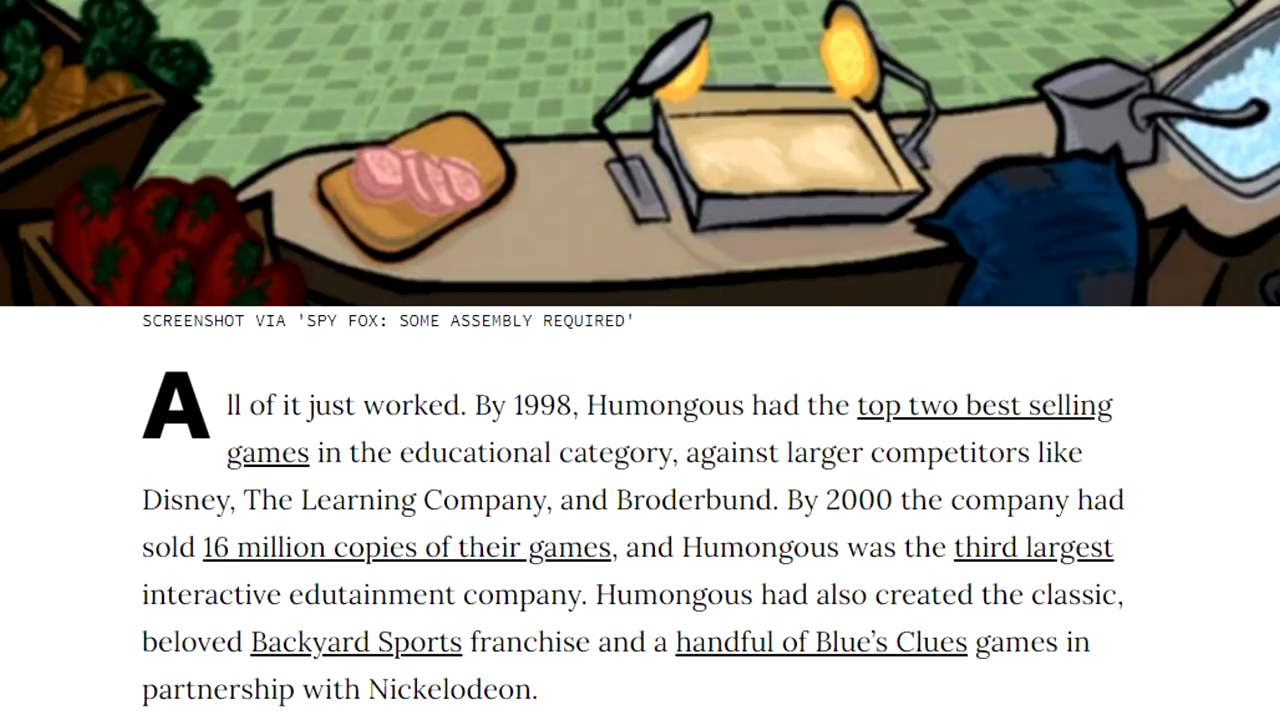 SCREENSHOT VIA 'SPY FOX: SOME ASSEMBLY REQUIRED'
All of it just worked. By 1998, Humongous had the top two best selling
games in the educational category, against larger competitors like
Disney, The Learning Company, and Broderbund. By 2000 the company had
sold 16 million copies of their games, and Humongous was the third largest
interactive edutainment company. Humongous had also created the classic,
beloved Backyard Sports franchise and a handful of Blue’s Clues games in
partnership with Nickelodeon.